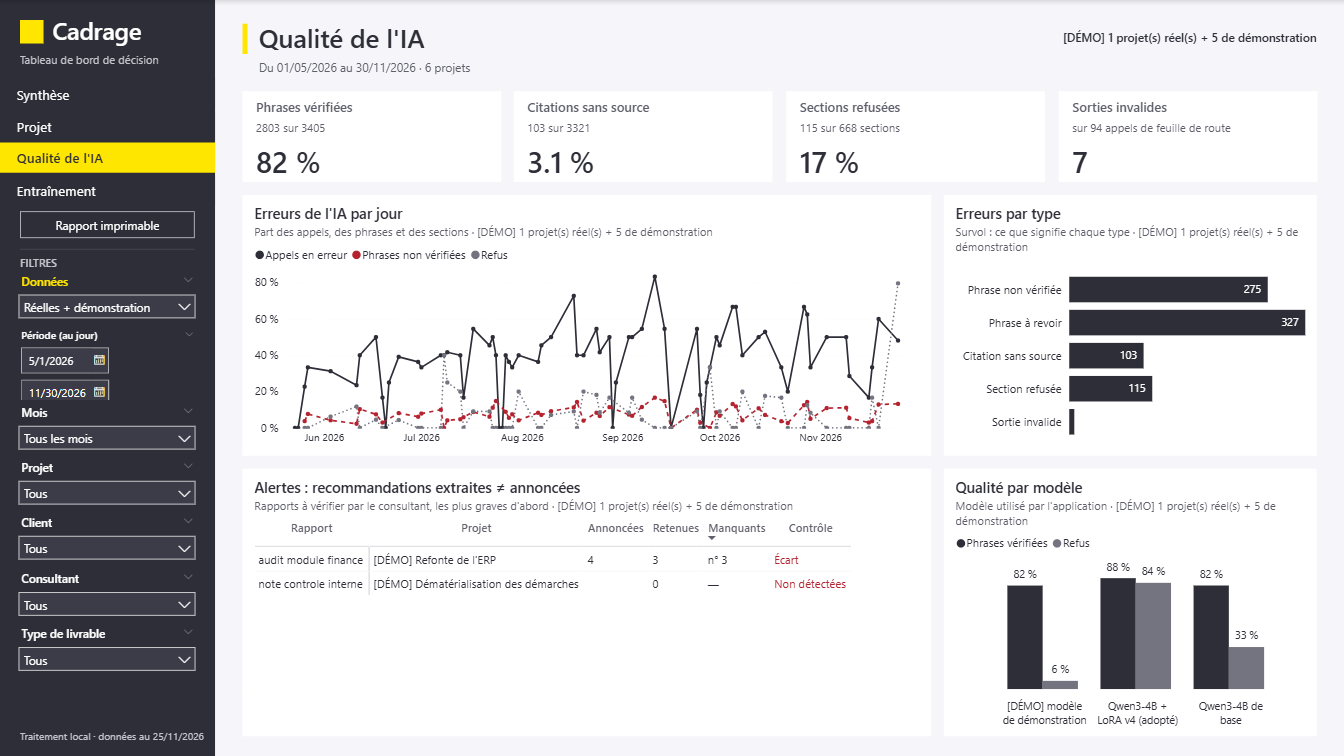 Cadrage
Tableau de bord de décision
Synthèse
Projet
Qualité de l'IA
Entraînement
Rapport imprimable
FILTRES
Données
Réelles + démonstration
Période (au jour)
5/1/2026
11/30/2026
Mois
Tous les mois
Projet
Tous
Client
Tous
Consultant
Tous
Type de livrable
Tous
Traitement local · données au 25/11/2026
Qualité de l'IA
Du 01/05/2026 au 30/11/2026 · 6 projets
[DÉMO] 1 projet(s) réel(s) + 5 de démonstration
Phrases vérifiées
2803 sur 3405
82 %
Citations sans source
103 sur 3321
3.1 %
Sections refusées
115 sur 668 sections
17 %
Sorties invalides
sur 94 appels de feuille de route
7
Erreurs de l'IA par jour
Part des appels, des phrases et des sections · [DÉMO] 1 projet(s) réel(s) + 5 de démonstration
Appels en erreur Phrases non vérifiées Refus
80 %
60 %
40 %
20 %
0 %
Jun 2026 Jul 2026 Aug 2026 Sep 2026 Oct 2026 Nov 2026
Erreurs par type
Survol : ce que signifie chaque type · [DÉMO] 1 projet(s) réel(s) + 5 de
démonstration
Phrase non vérifiée 275
Phrase à revoir 327
Citation sans source 103
Section refusée 115
Sortie invalide
Alertes : recommandations extraites ≠ annoncées
Rapports à vérifier par le consultant, les plus graves d'abord · [DÉMO] 1 projet(s) réel(s) + 5 de démonstration
Rapport Projet Annoncées Retenues Manquants Contrôle
audit module finance [DÉMO] Refonte de l'ERP 4 3 n° 3 Écart
note controle interne [DÉMO] Dématérialisation des démarches 0 — Non détectées
Qualité par modèle
Modèle utilisé par l'application · [DÉMO] 1 projet(s) réel(s) + 5 de
démonstration
Phrases vérifiées Refus
82 % 6 % 88 % 84 % 82 % 33 %
[DÉMO] modèle
de démonstration
Qwen3-4B +
LoRA v4 (adopté)
Qwen3-4B de
base